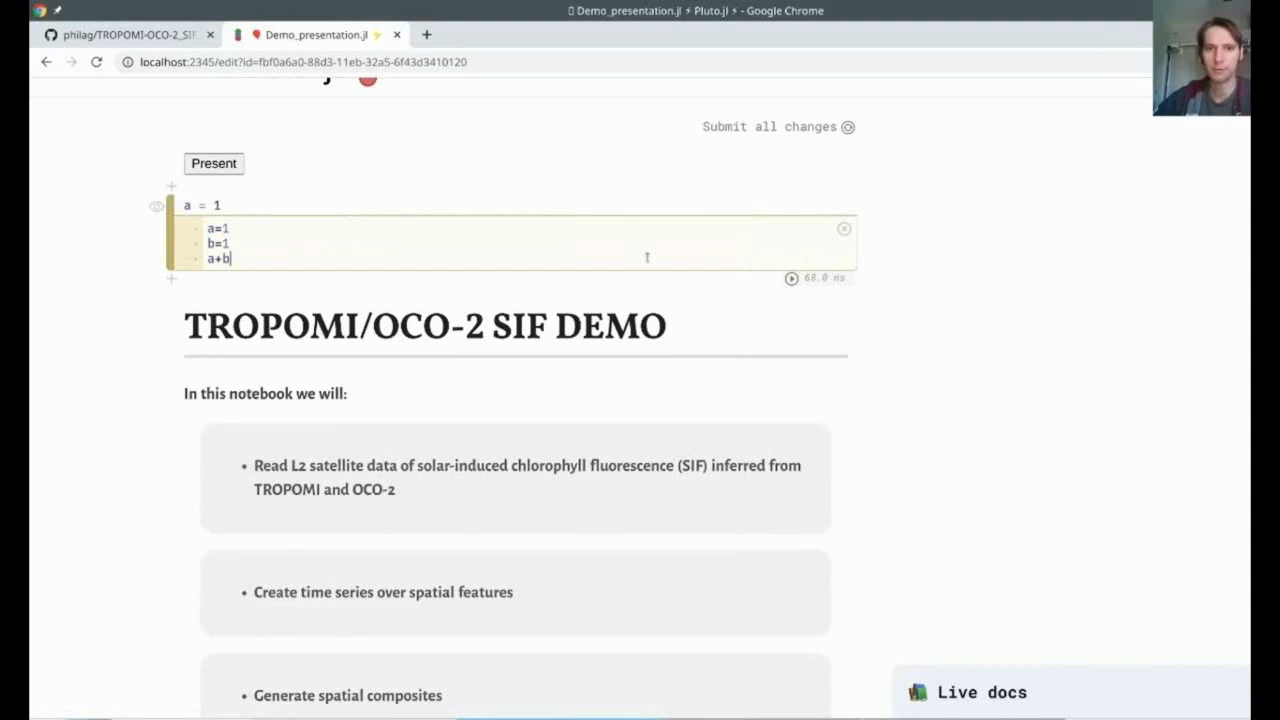 Demo_presentation.jl ⚡ Pluto.jl ⚡ - Google Chrome
philag/TROPOMI-OCO-2_SIF
Demo_presentation.jl ⚡
localhost:2345/edit?id=fbf0a6a0-88d3-11eb-32a5-6f43d3410120
Submit all changes
Present
a = 1
a=1
b=1
a+b
68.0 ns
TROPOMI/OCO-2 SIF DEMO
In this notebook we will:
• Read L2 satellite data of solar-induced chlorophyll fluorescence (SIF) inferred from
TROPOMI and OCO-2
• Create time series over spatial features
• Generate spatial composites
Live docs